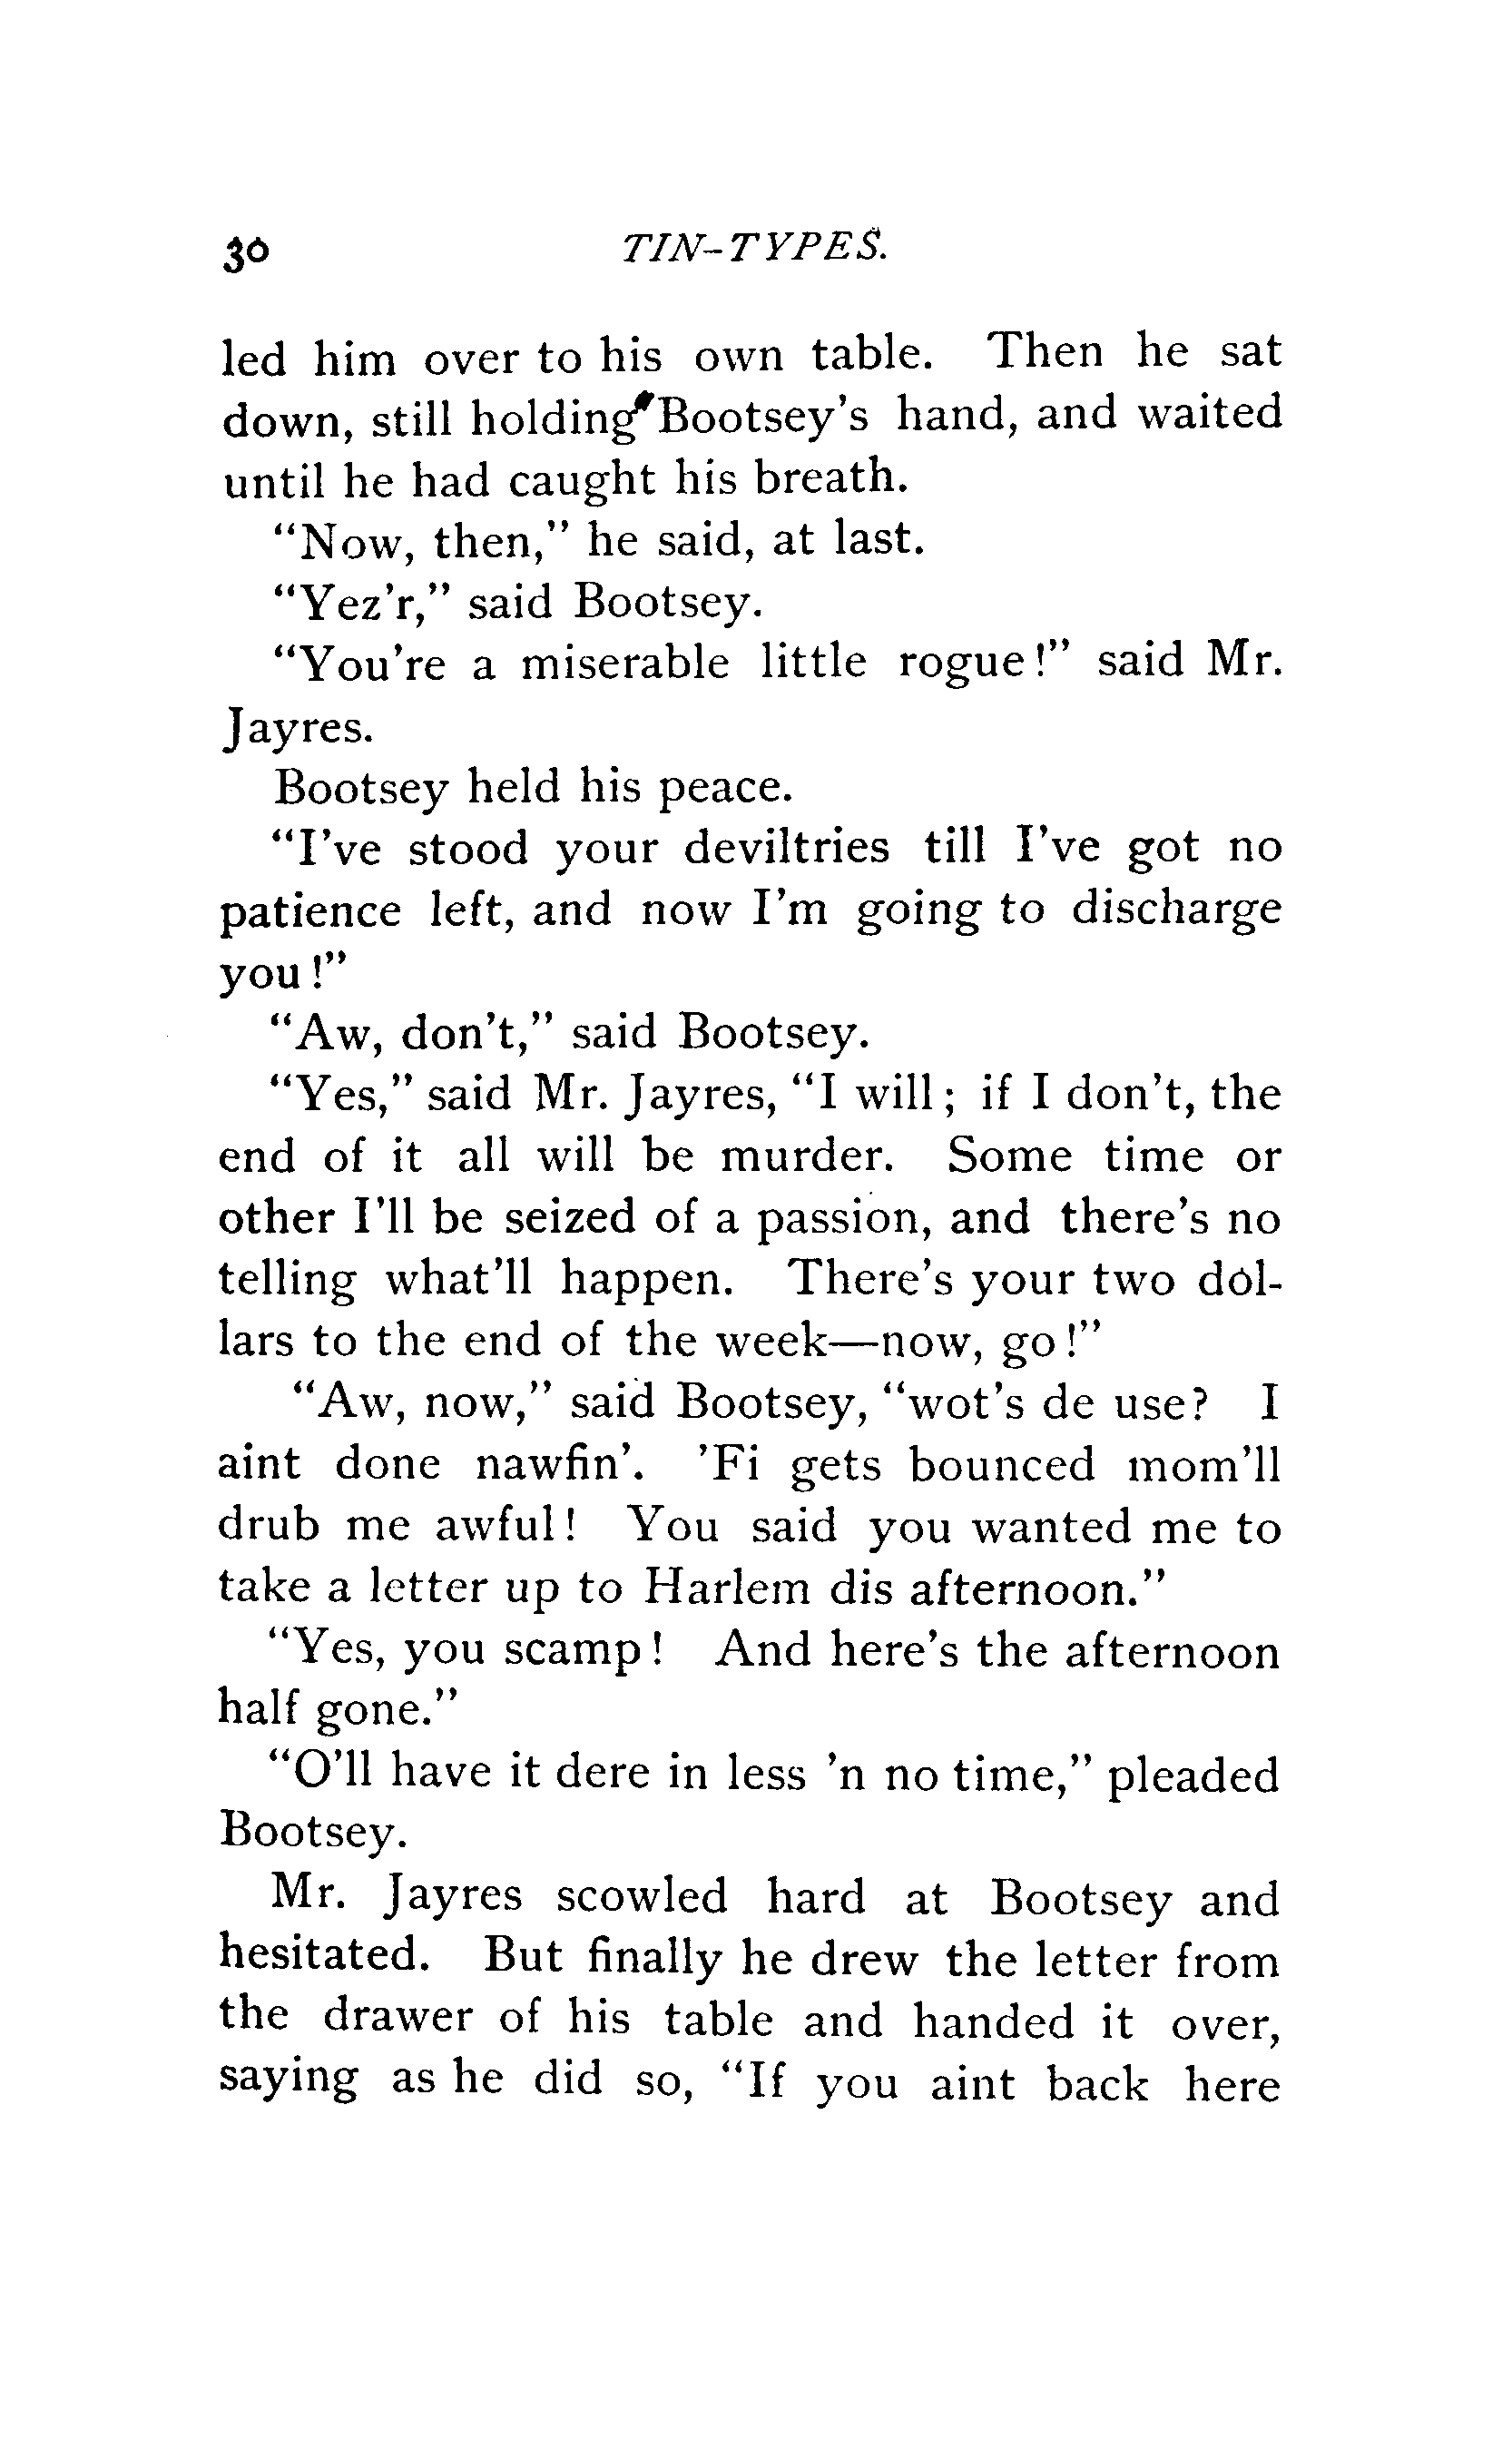 30 TIN-TYPES.
led him over to his own table. Then he sat
down, still holding Bootsey's hand, and waited
until he had caught his breath.
"Now, then," he said, at last.
"Yez'r," said Bootsey.
"You're a miserable little rogue!" said Mr.
Jayres.
Bootsey held his peace.
"I've stood your deviltries till I've got no
patience left, and now I'm going to discharge
you!"
"Aw, don't," said Bootsey.
"Yes," said Mr. Jayres, "I will; if I don't, the
end of it all will be murder. Some time or
other I'll be seized of a passion, and there's no
telling what'll happen. There's your two dol-
lars to the end of the week—now, go!"
"Aw, now," said Bootsey, "wot's de use? I
aint done nawfin'. 'Fi gets bounced mom'll
drub me awful! You said you wanted me to
take a letter up to Harlem dis afternoon."
"Yes, you scamp! And here's the afternoon
half gone."
"O'll have it dere in less 'n no time," pleaded
Bootsey.
Mr. Jayres scowled hard at Bootsey and
hesitated. But finally he drew the letter from
the drawer of his table and handed it over,
saying as he did so, "If you aint back here